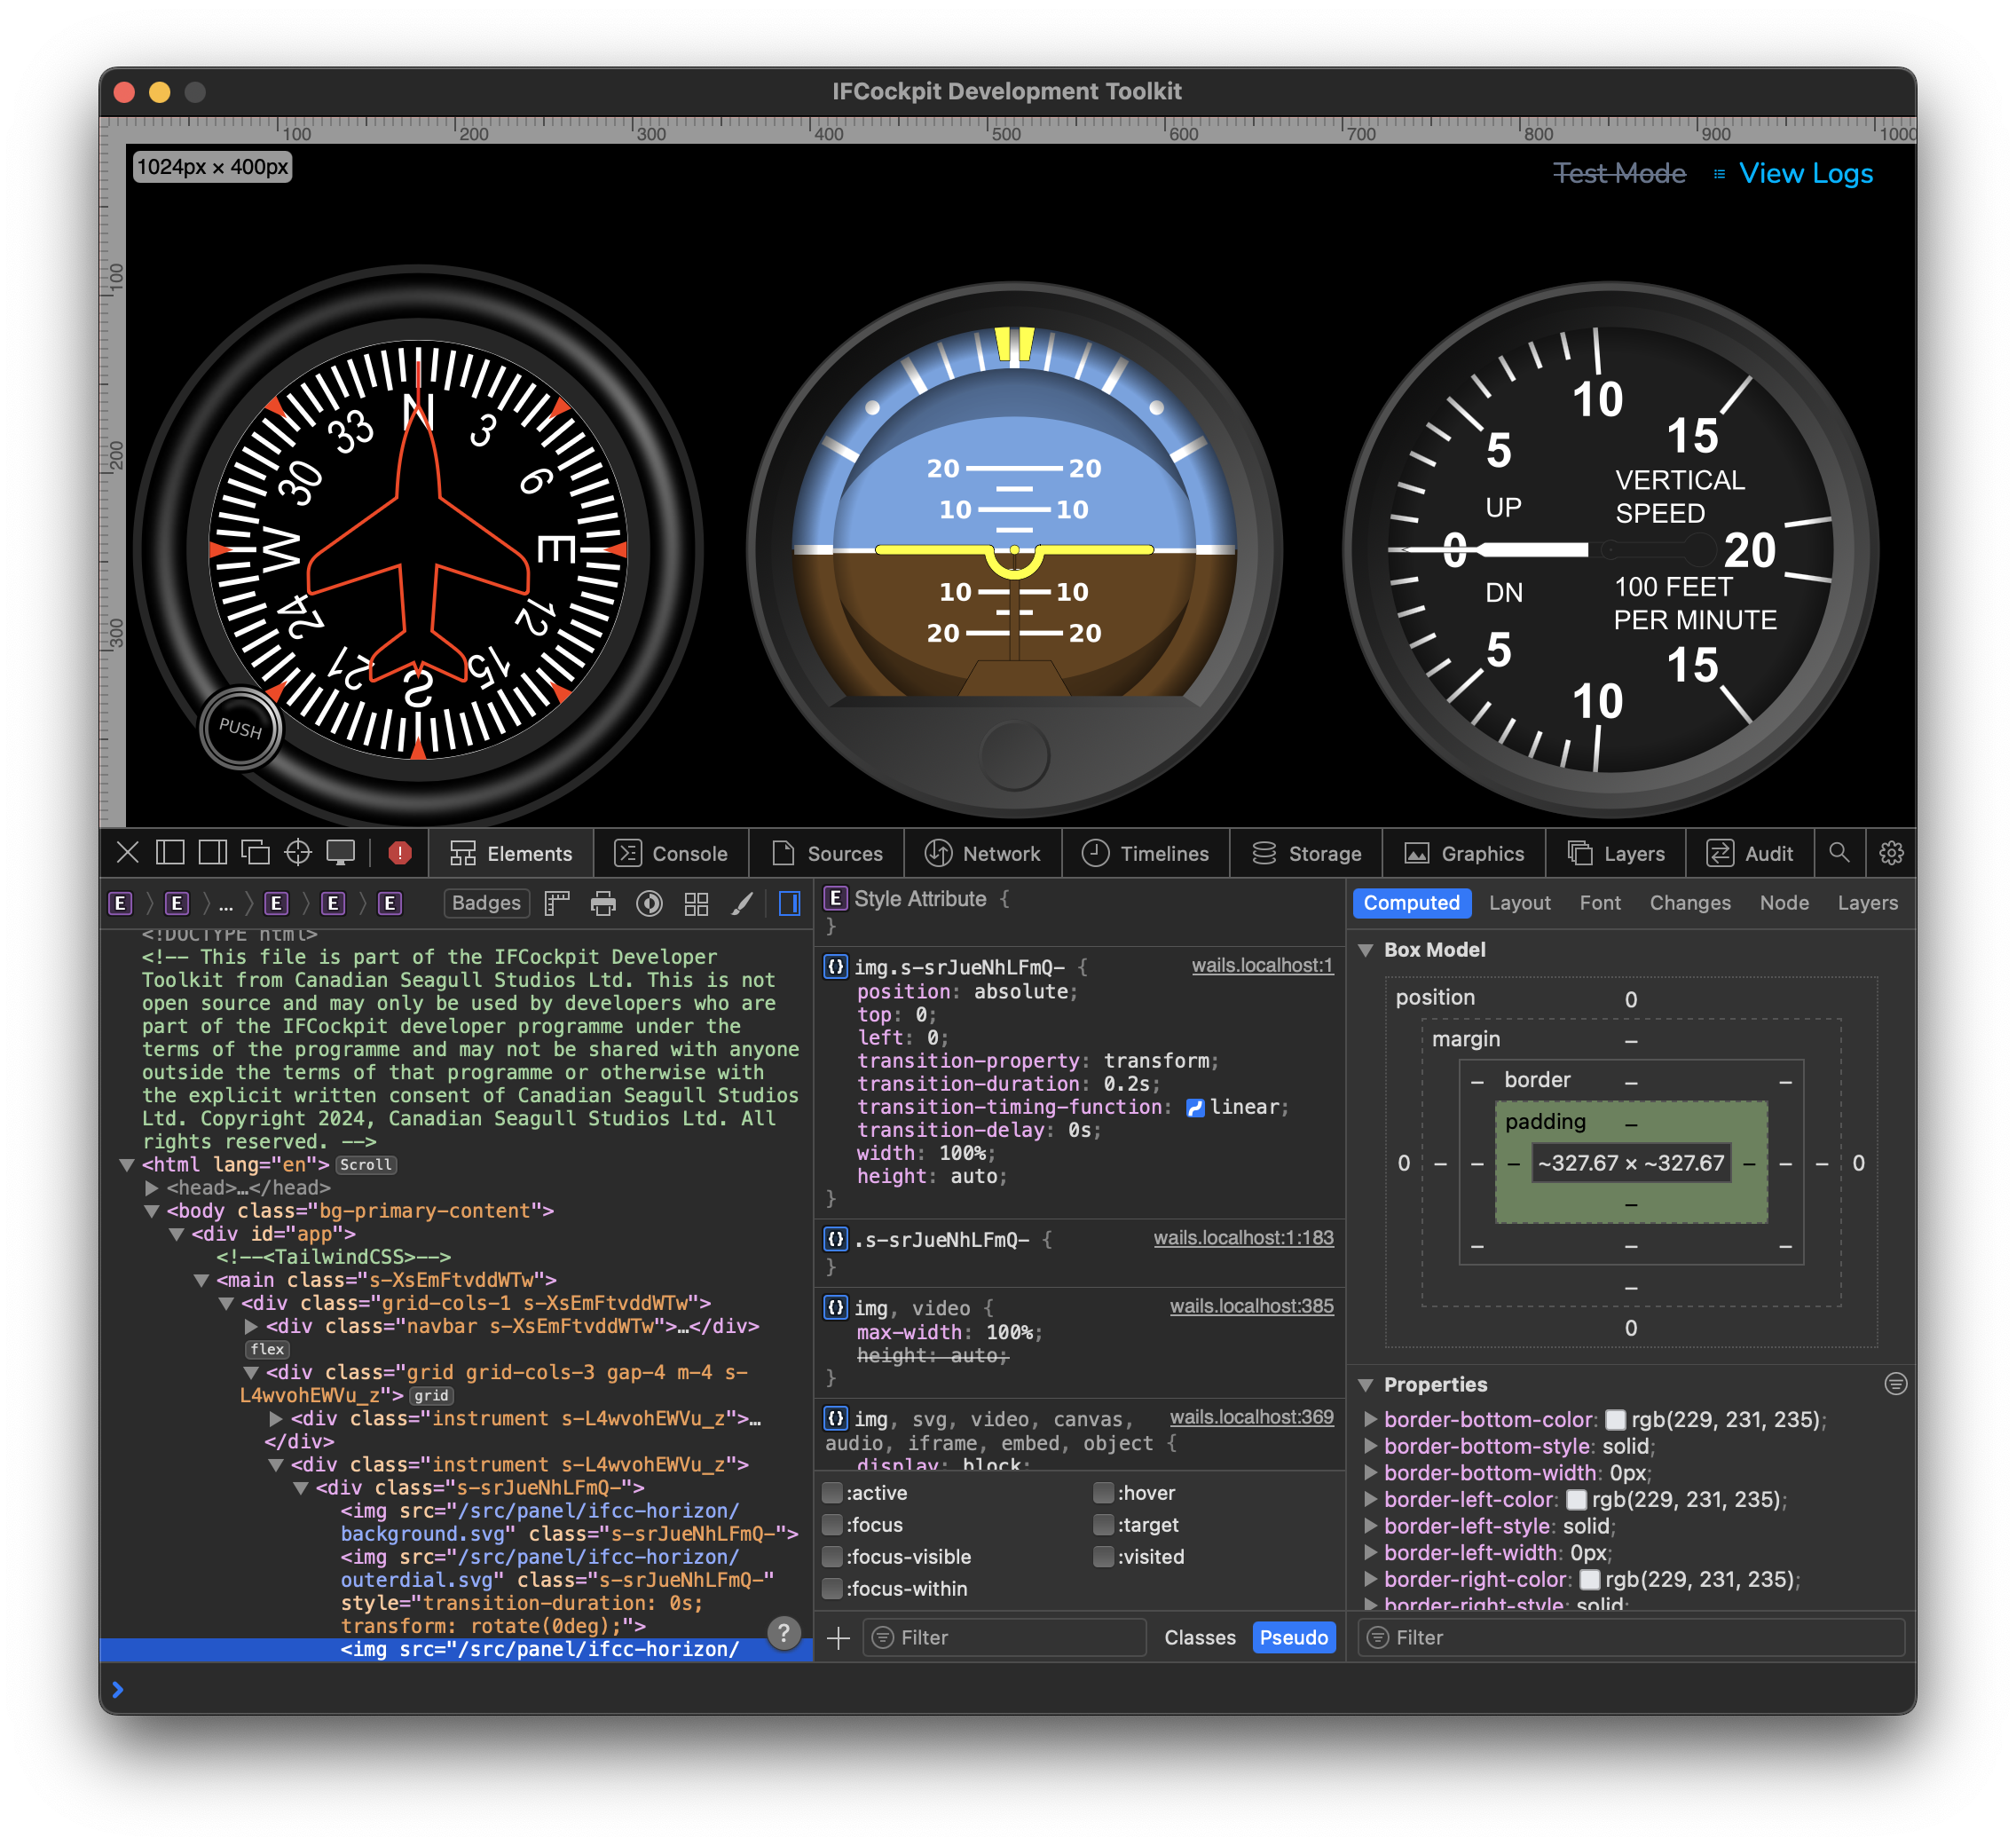 IFCockpit Development Toolkit
100 200 300 400 500 600 700 800 900 1000
1024px × 400px
Test Mode View Logs
100
200
300
N 3 6 E 12 15 S 21 24 W 30 33
PUSH
20 20
10 10
10 10
20 20
10
15
5
VERTICAL
SPEED
UP
0
20
DN
100 FEET
PER MINUTE
5
15
10
Elements Console Sources Network Timelines Storage Graphics Layers Audit
E E … E E E Badges
<!DOCTYPE html>
<!-- This file is part of the IFCockpit Developer
Toolkit from Canadian Seagull Studios Ltd. This is not
open source and may only be used by developers who are
part of the IFCockpit developer programme under the
terms of the programme and may not be shared with anyone
outside the terms of that programme or otherwise with
the explicit written consent of Canadian Seagull Studios
Ltd. Copyright 2024, Canadian Seagull Studios Ltd. All
rights reserved. -->
<html lang="en"> Scroll
<head>…</head>
<body class="bg-primary-content">
<div id="app">
<!--<TailwindCSS>-->
<main class="s-XsEmFtvddWTw">
<div class="grid-cols-1 s-XsEmFtvddWTw">
<div class="navbar s-XsEmFtvddWTw">…</div>
flex
<div class="grid grid-cols-3 gap-4 m-4 s-
L4wvohEWVu_z"> grid
<div class="instrument s-L4wvohEWVu_z">…
</div>
<div class="instrument s-L4wvohEWVu_z">
<div class="s-srJueNhLFmQ-">
<img src="/src/panel/ifcc-horizon/
background.svg" class="s-srJueNhLFmQ-">
<img src="/src/panel/ifcc-horizon/
outerdial.svg" class="s-srJueNhLFmQ-"
style="transition-duration: 0s;
transform: rotate(0deg);">
<img src="/src/panel/ifcc-horizon/
?
E Style Attribute {
}
img.s-srJueNhLFmQ- { wails.localhost:1
position: absolute;
top: 0;
left: 0;
transition-property: transform;
transition-duration: 0.2s;
transition-timing-function: linear;
transition-delay: 0s;
width: 100%;
height: auto;
}
.s-srJueNhLFmQ- { wails.localhost:1:183
}
img, video { wails.localhost:385
max-width: 100%;
height: auto;
}
img, svg, video, canvas, wails.localhost:369
audio, iframe, embed, object {
display: block;
:active :hover
:focus :target
:focus-visible :visited
:focus-within
Filter Classes Pseudo
Computed Layout Font Changes Node Layers
Box Model
position 0
margin –
border –
padding –
0 – – – ~327.67 × ~327.67 – – – 0
–
–
–
0
Properties
border-bottom-color: rgb(229, 231, 235);
border-bottom-style: solid;
border-bottom-width: 0px;
border-left-color: rgb(229, 231, 235);
border-left-style: solid;
border-left-width: 0px;
border-right-color: rgb(229, 231, 235);
border-right-style: solid;
Filter